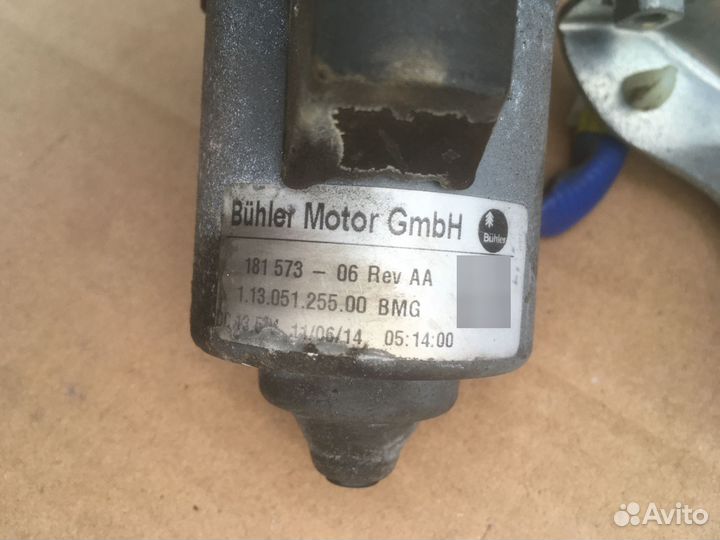 Bühler Motor GmbH
Bühler
181 573 - 06 Rev AA
1.13.051.255.00 BMG
11/06/14 05:14:00
Avito